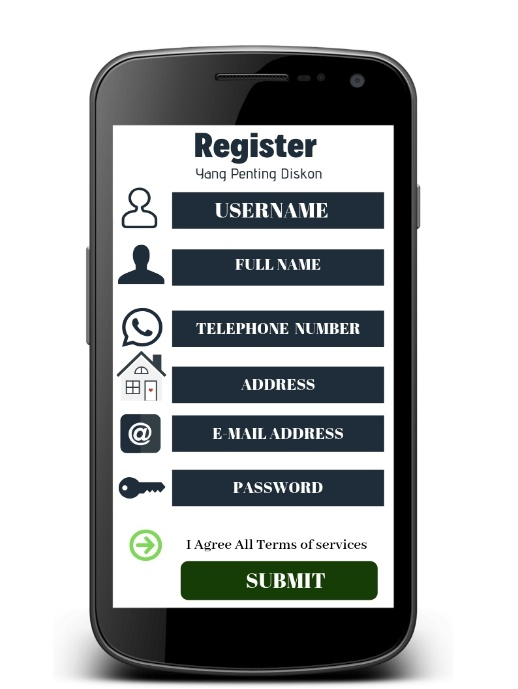 Register
Yang Penting Diskon
USERNAME
FULL NAME
TELEPHONE NUMBER
ADDRESS
@ E-MAIL ADDRESS
PASSWORD
I Agree All Terms of services
SUBMIT